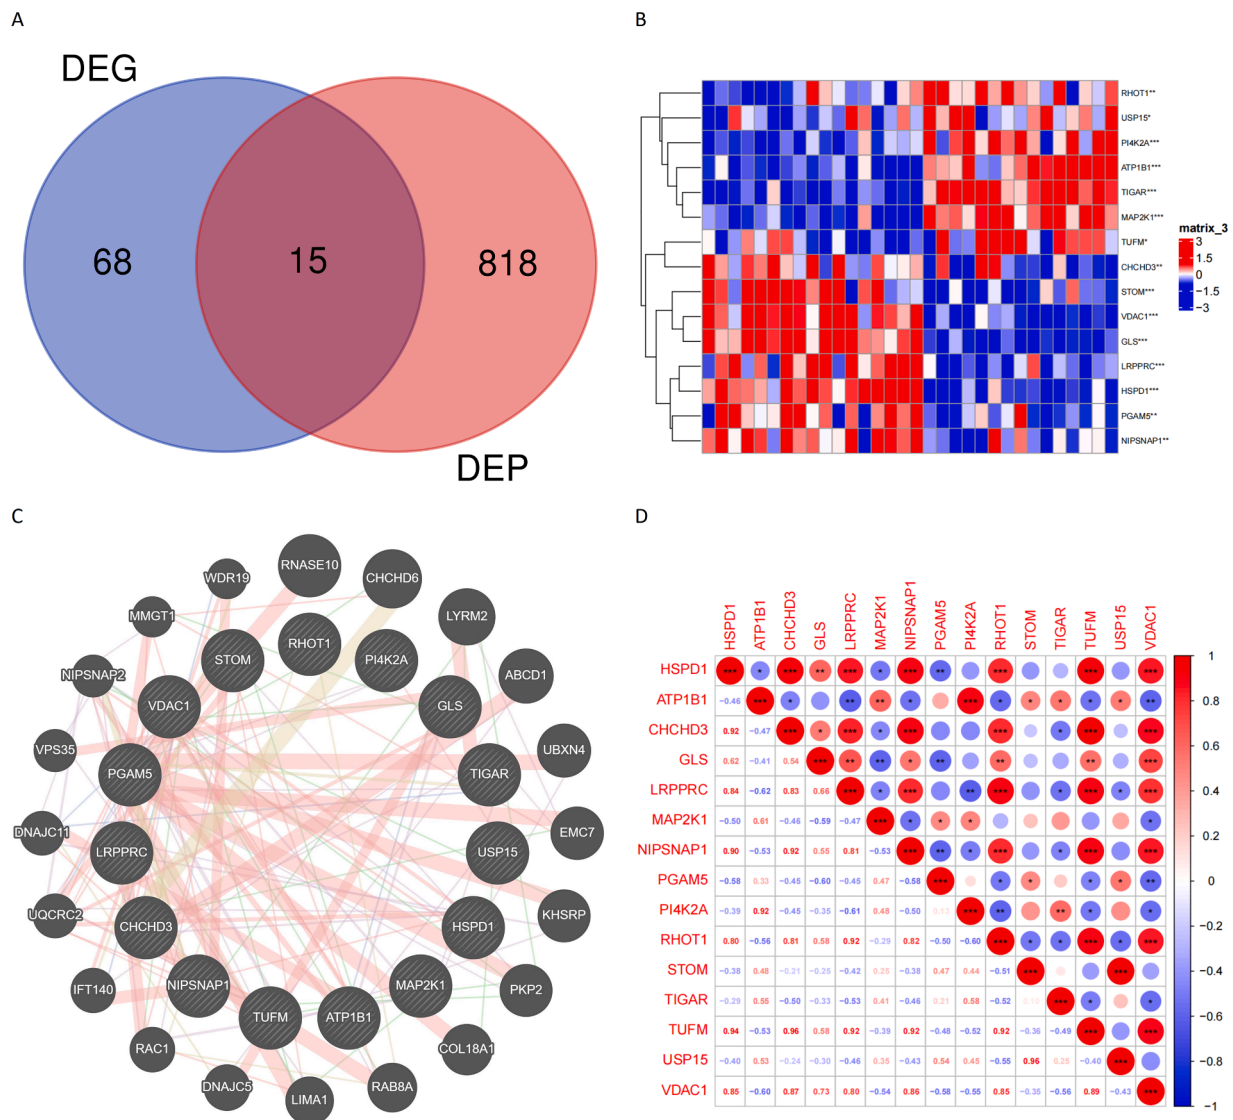 A
B
DEG
68
15
818
DEP
RHOT1**
USP15*
PI4K2A***
ATP1B1***
TIGAR***
MAP2K1***
TUFM*
CHCHD3**
STOM***
VDAC1***
GLS***
LRPPRC***
HSPD1***
PGAM5**
NIPSNAP1**
matrix_3
3
1.5
0
−1.5
−3
C
D
RNASE10
WDR19
CHCHD6
MMGT1
LYRM2
RHOT1
STOM
PI4K2A
NIPSNAP2
ABCD1
VDAC1
GLS
VPS35
UBXN4
PGAM5
TIGAR
DNAJC11
EMC7
LRPPRC
USP15
UQCRC2
KHSRP
CHCHD3
HSPD1
IFT140
NIPSNAP1
MAP2K1
PKP2
TUFM
ATP1B1
RAC1
COL18A1
DNAJC5
RAB8A
LIMA1
HSPD1 ATP1B1 CHCHD3 GLS LRPPRC MAP2K1 NIPSNAP1 PGAM5 PI4K2A RHOT1 STOM TIGAR TUFM USP15 VDAC1
HSPD1 *** * *** ** *** * *** ** *** *** ***
ATP1B1 −0.46 *** * ** ** * *** * * * * * **
CHCHD3 0.92 −0.47 *** * *** * *** *** * *** ***
GLS 0.62 −0.41 0.54 *** ** ** * ** ** ** ***
LRPPRC 0.84 −0.62 0.83 0.66 *** * *** ** *** * *** * ***
MAP2K1 −0.50 0.61 −0.46 −0.59 −0.47 *** * * * *
NIPSNAP1 0.90 −0.53 0.92 0.55 0.81 −0.53 *** ** * *** * *** ***
PGAM5 −0.58 0.33 −0.45 −0.60 −0.45 0.47 −0.58 *** * * * * **
PI4K2A −0.39 0.92 −0.45 −0.35 −0.61 0.48 −0.50 0.13 *** ** ** * *
RHOT1 0.80 −0.56 0.81 0.58 0.92 −0.29 0.82 −0.50 −0.60 *** * * *** * ***
STOM −0.38 0.48 −0.21 −0.25 −0.42 0.25 −0.38 0.47 0.44 −0.51 *** ***
TIGAR −0.29 0.55 −0.50 −0.33 −0.53 0.41 −0.46 0.21 0.58 −0.52 *** * *
TUFM 0.94 −0.53 0.96 0.58 0.92 −0.39 0.92 −0.48 −0.52 0.92 −0.36 −0.49 *** ***
USP15 −0.40 0.53 −0.24 −0.30 −0.46 0.35 −0.43 0.54 0.45 −0.55 0.96 0.25 −0.40 ***
VDAC1 0.85 −0.60 0.87 0.73 0.80 −0.54 0.86 −0.58 −0.55 0.85 −0.35 −0.56 0.89 −0.43 ***
1
0.8
0.6
0.4
0.2
0
−0.2
−0.4
−0.6
−0.8
−1